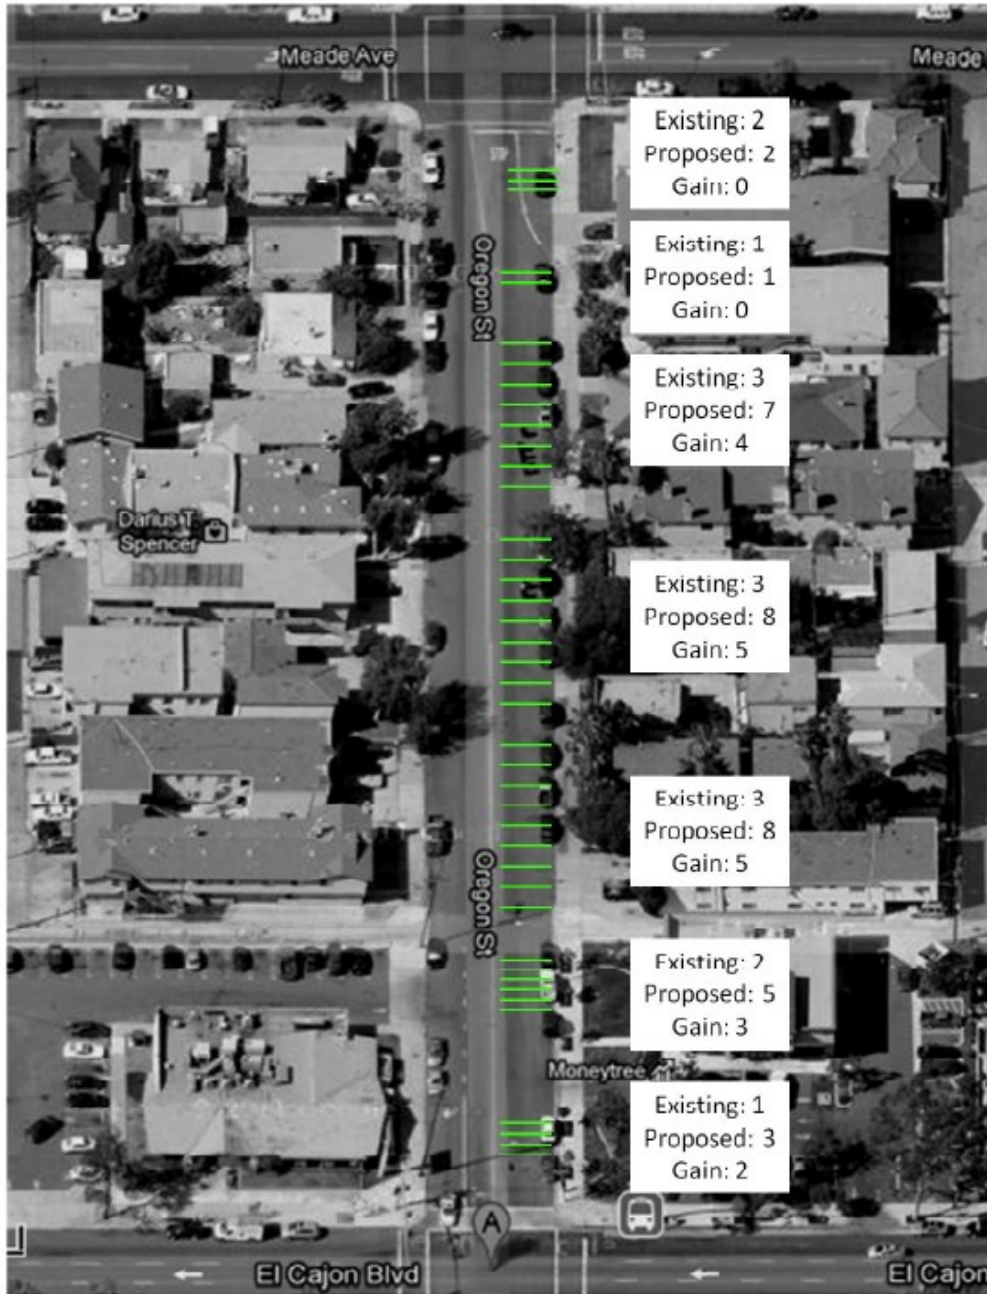 Meade Ave
Meade
Existing: 2
Proposed: 2
Gain: 0
Oregon St
Existing: 1
Proposed: 1
Gain: 0
Existing: 3
Proposed: 7
Gain: 4
Darius T.
Spencer
Existing: 3
Proposed: 8
Gain: 5
Existing: 3
Proposed: 8
Gain: 5
Oregon St
Existing: 2
Proposed: 5
Gain: 3
Moneytree
Existing: 1
Proposed: 3
Gain: 2
A
El Cajon Blvd
El Cajon